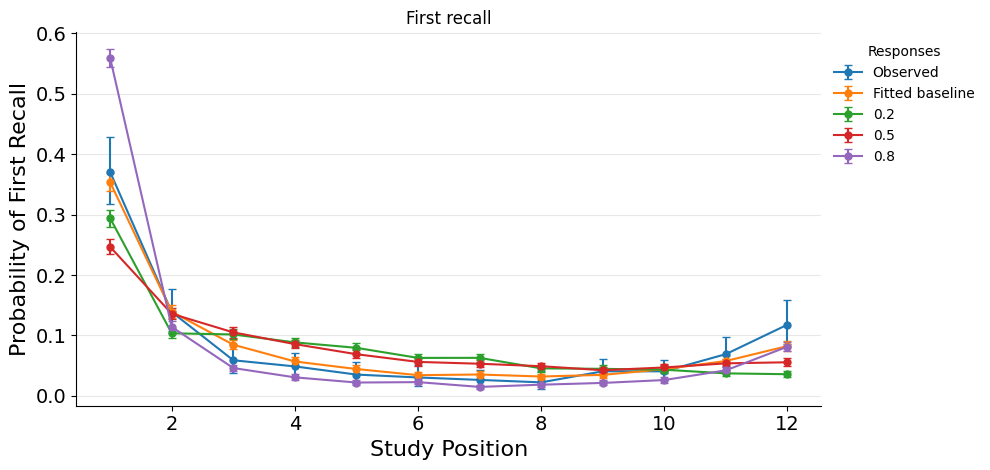 First recall
Probability of First Recall
0.6
0.5
0.4
0.3
0.2
0.1
0.0
2 4 6 8 10 12
Study Position
Responses
Observed
Fitted baseline
0.2
0.5
0.8